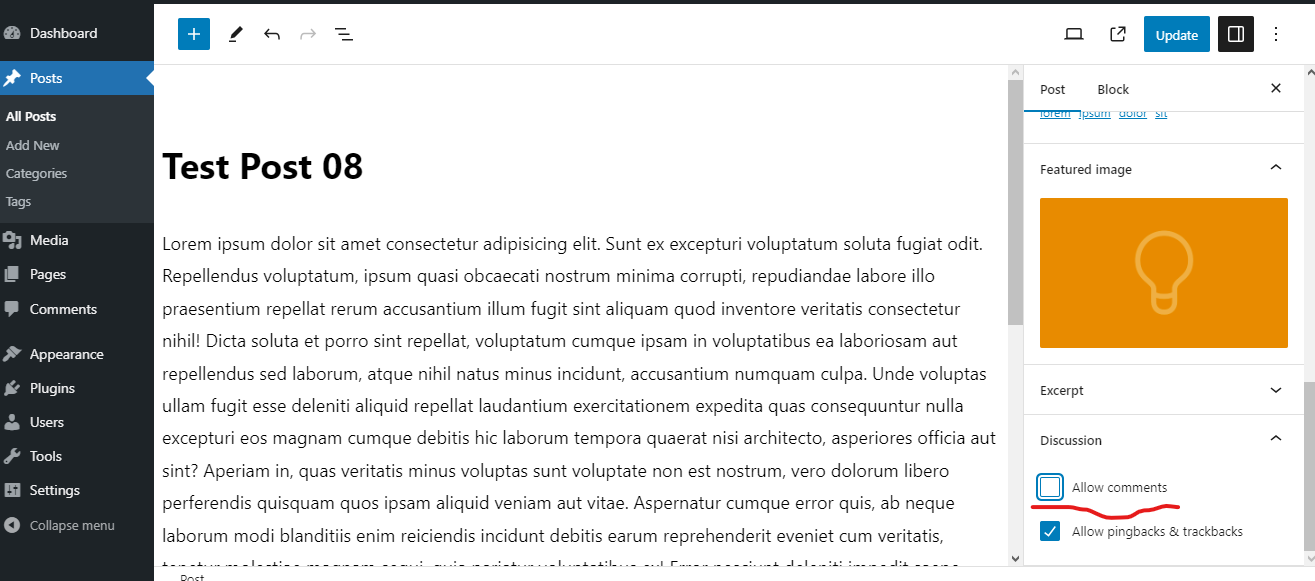 Dashboard
Posts
All Posts
Add New
Categories
Tags
Media
Pages
Comments
Appearance
Plugins
Users
Tools
Settings
Collapse menu
Update
Test Post 08
Lorem ipsum dolor sit amet consectetur adipisicing elit. Sunt ex excepturi voluptatum soluta fugiat odit.
Repellendus voluptatum, ipsum quasi obcaecati nostrum minima corrupti, repudiandae labore illo
praesentium repellat rerum accusantium illum fugit sint aliquam quod inventore veritatis consectetur
nihil! Dicta soluta et porro sint repellat, voluptatum cumque ipsam in voluptatibus ea laboriosam aut
repellendus sed laborum, atque nihil natus minus incidunt, accusantium numquam culpa. Unde voluptas
ullam fugit esse deleniti aliquid repellat laudantium exercitationem expedita quas consequuntur nulla
excepturi eos magnam cumque debitis hic laborum tempora quaerat nisi architecto, asperiores officia aut
sint? Aperiam in, quas veritatis minus voluptas sunt voluptate non est nostrum, vero dolorum libero
perferendis quisquam quos ipsam aliquid veniam aut vitae. Aspernatur cumque error quis, ab neque
laborum modi blanditiis enim reiciendis incidunt debitis earum reprehenderit eveniet cum veritatis,
Post
Post
Block
lorem ipsum dolor sit
Featured image
Excerpt
Discussion
Allow comments
Allow pingbacks & trackbacks